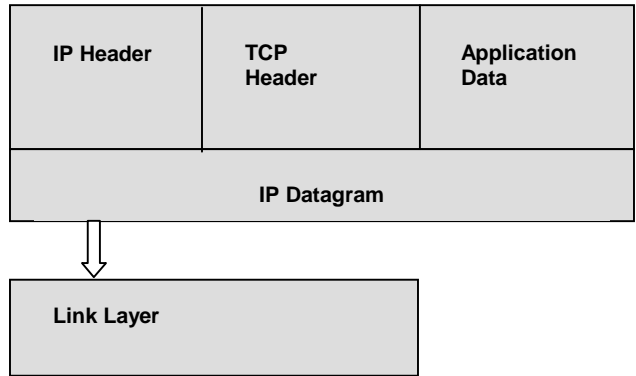 IP Header
TCP
Header
Application
Data
IP Datagram
Link Layer